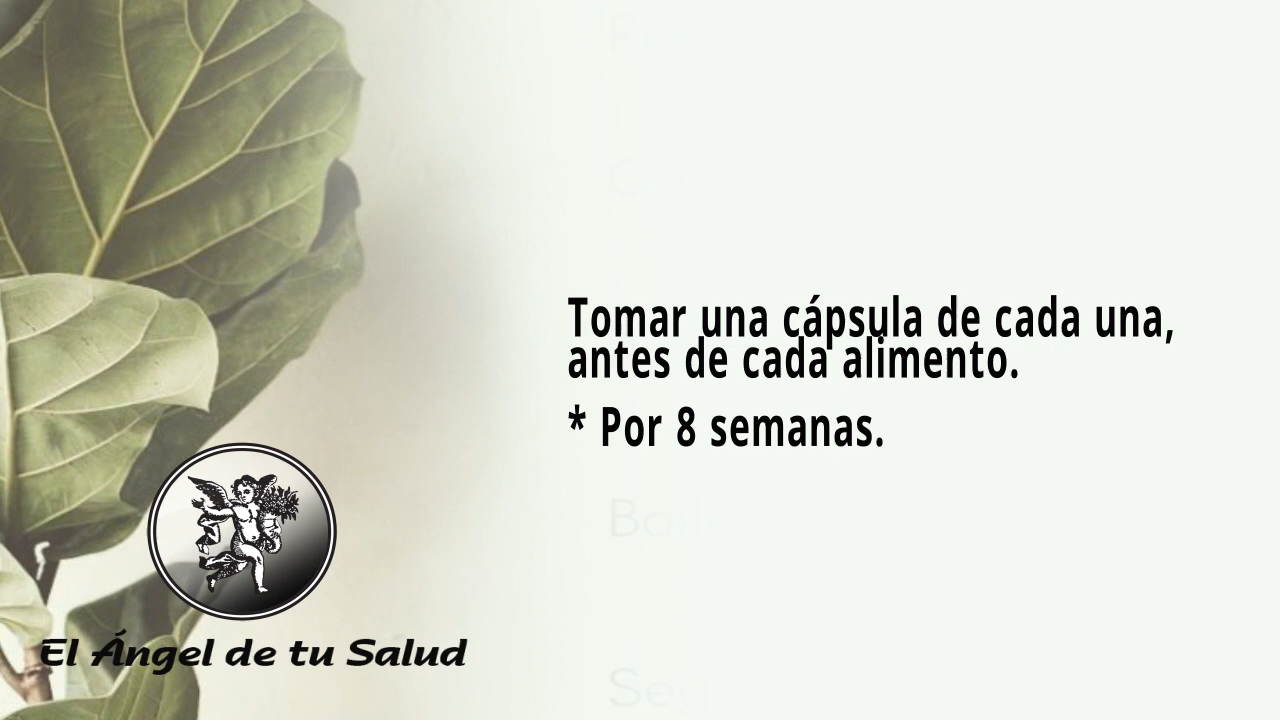 Tomar una cápsula de cada una,
antes de cada alimento.
* Por 8 semanas.
El Ángel de tu Salud